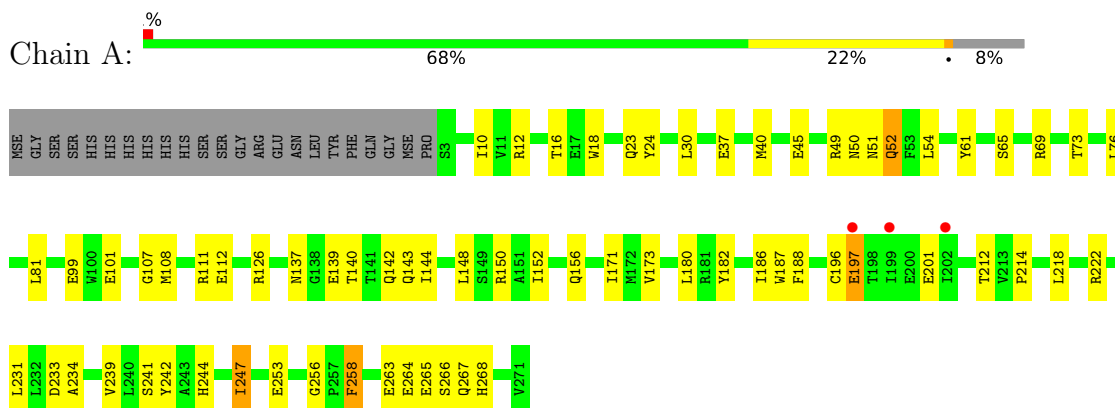 .%
Chain A:
68% 22% • 8%
MSE GLY SER SER HIS HIS HIS HIS HIS HIS SER SER GLY ARG GLU ASN LEU TYR PHE GLN GLY MSE PRO S3 I10 V11 R12 T16 E17 W18 Q23 Y24 L30 E37 M40 E45 R49 N50 N51 Q52 F53 L54 Y61 S65 R69 T73 L76
L81 E99 W100 E101 G107 M108 R111 E112 R126 N137 G138 E139 T140 T141 Q142 Q143 I144 L148 S149 R150 A151 I152 Q156 I171 M172 V173 L180 R181 Y182 I186 W187 F188 C196 E197 T198 I199 E200 E201 I202 T212 V213 P214 L218 R222
L231 L232 D233 A234 V239 L240 S241 Y242 A243 H244 I247 E253 G256 P257 F258 E263 E264 E265 S266 Q267 H268 V271